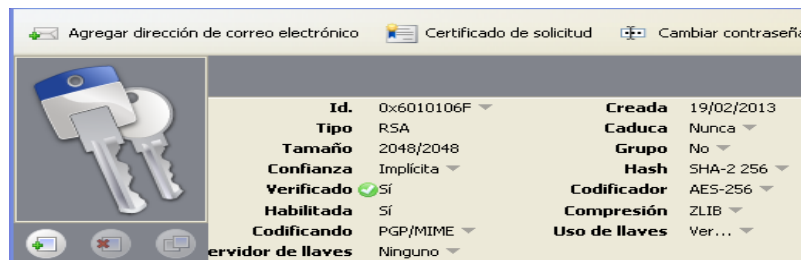 Agregar dirección de correo electrónico Certificado de solicitud Cambiar contraseña
Id. 0x6010106F Creada 19/02/2013
Tipo RSA Caduca Nunca
Tamaño 2048/2048 Grupo No
Confianza Implícita Hash SHA-2 256
Verificado Sí Codificador AES-256
Habilitada Sí Compresión ZLIB
Codificando PGP/MIME Uso de llaves Ver...
ervidor de llaves Ninguno